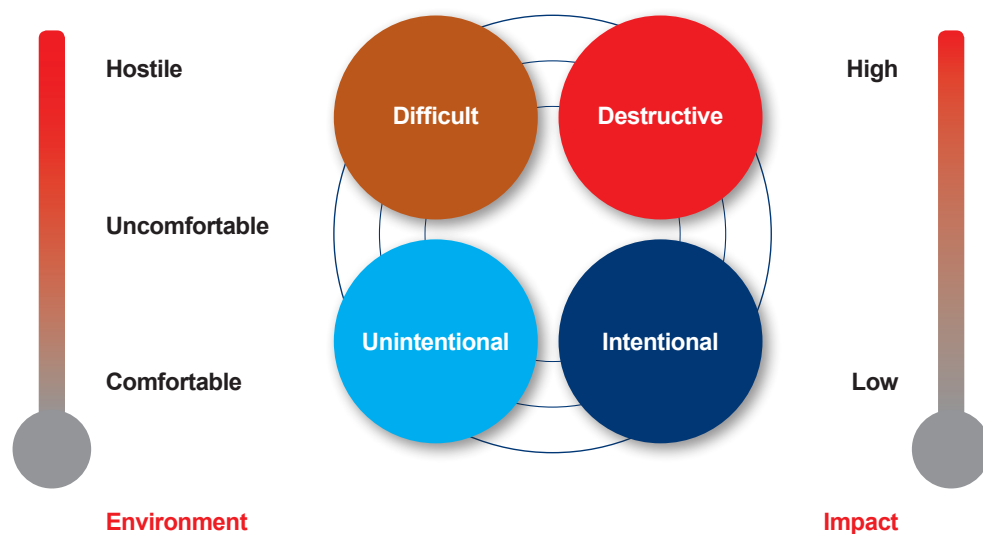 Hostile
High
Difficult
Destructive
Uncomfortable
Unintentional
Intentional
Comfortable
Low
Environment
Impact